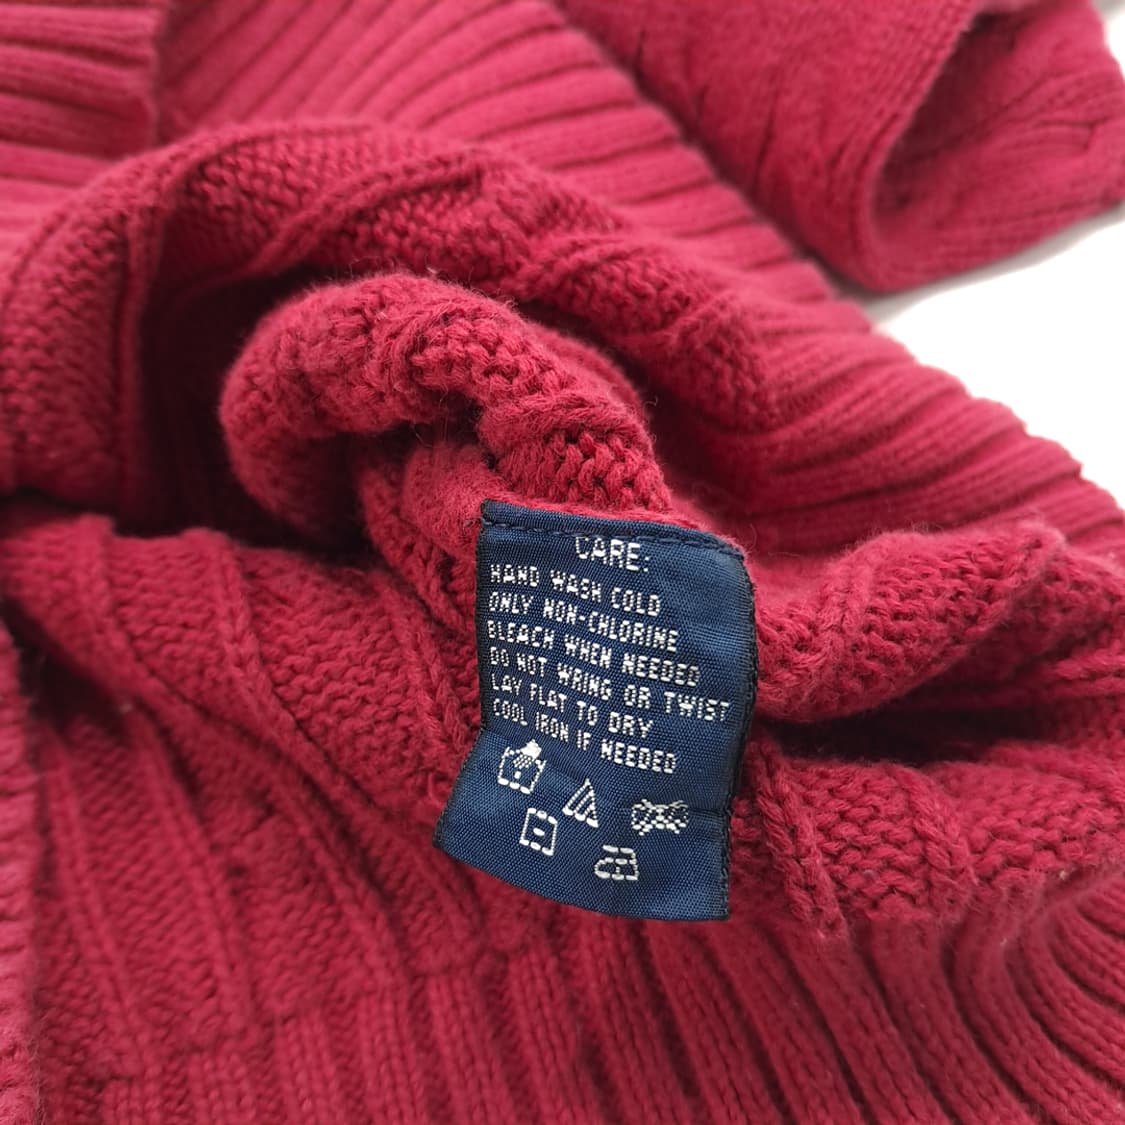 CARE:
HAND WASH COLD
ONLY NON-CHLORINE
BLEACH WHEN NEEDED
DO NOT WRING OR TWIST
LAY FLAT TO DRY
COOL IRON IF NEEDED